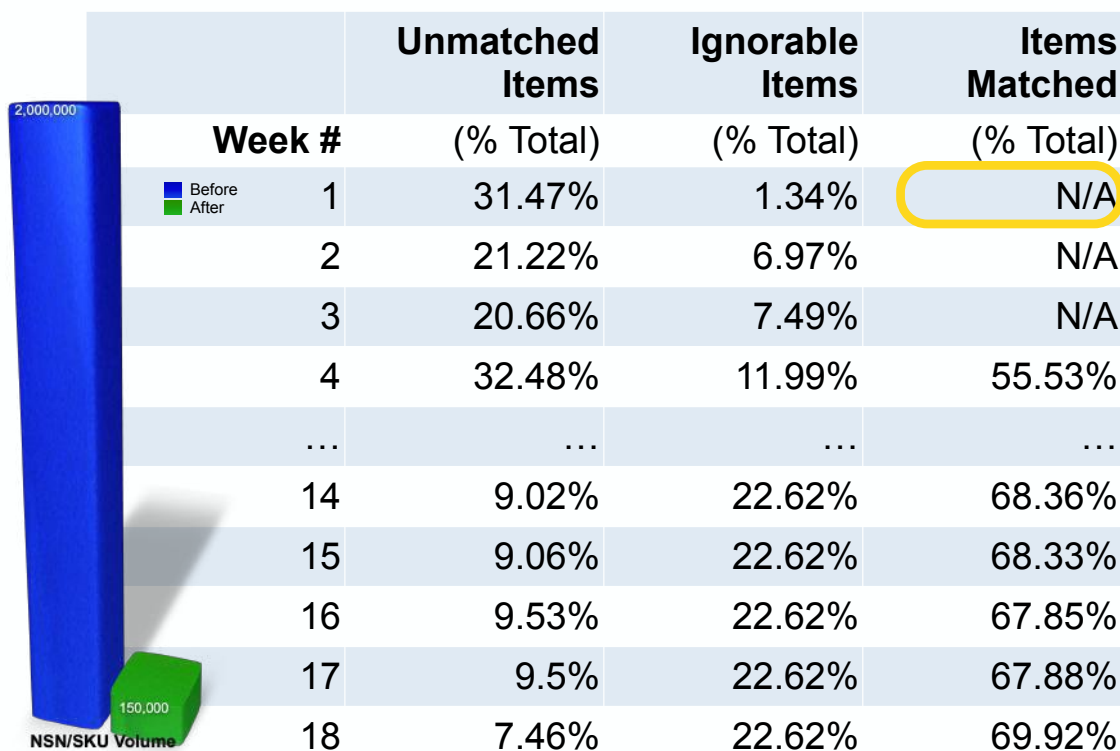 Unmatched Items Ignorable Items Items Matched
Week # (% Total) (% Total) (% Total)
1 31.47% 1.34% N/A
2 21.22% 6.97% N/A
3 20.66% 7.49% N/A
4 32.48% 11.99% 55.53%
… … … …
14 9.02% 22.62% 68.36%
15 9.06% 22.62% 68.33%
16 9.53% 22.62% 67.85%
17 9.5% 22.62% 67.88%
18 7.46% 22.62% 69.92%
2,000,000
Before
After
150,000
NSN/SKU Volume